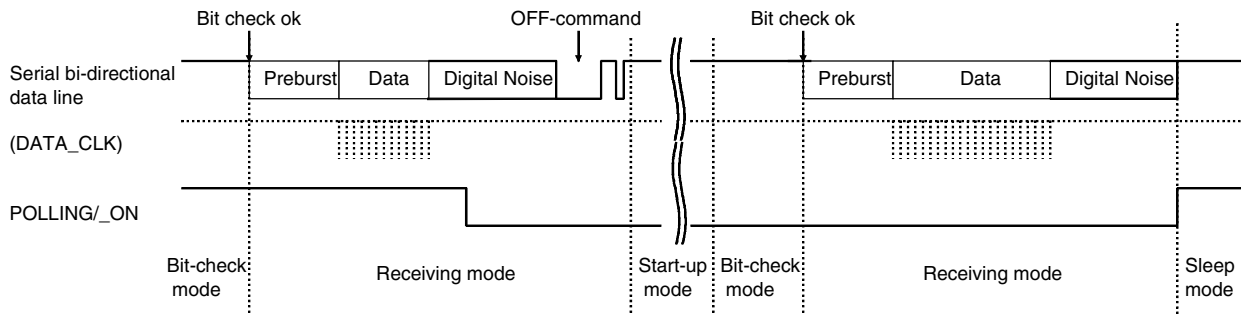 Bit check ok
OFF-command
Bit check ok
Serial bi-directional
data line
Preburst
Data
Digital Noise
Preburst
Data
Digital Noise
(DATA_CLK)
POLLING/_ON
Bit-check
mode
Receiving mode
Start-up
mode
Bit-check
mode
Receiving mode
Sleep
mode